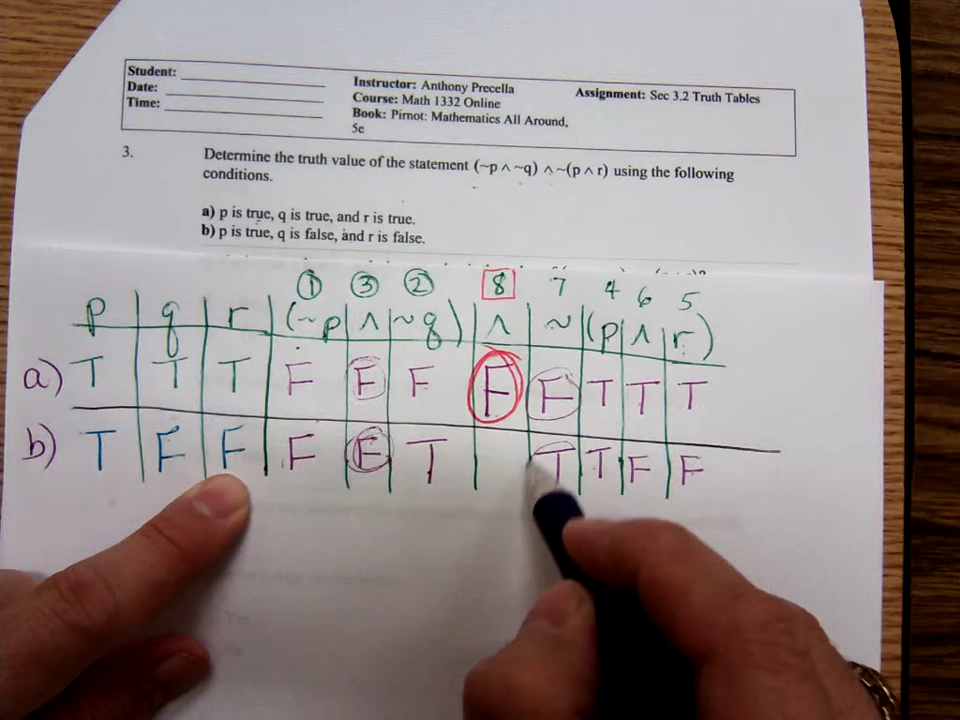 Student:
Date:
Time:
Instructor: Anthony Precella
Course: Math 1332 Online
Book: Pirnot: Mathematics All Around,
5e
Assignment: Sec 3.2 Truth Tables
3. Determine the truth value of the statement (~p ∧ ~q) ∧ ~(p ∧ r) using the following
conditions.
a) p is true, q is true, and r is true.
b) p is true, q is false, and r is false.
① ③ ② 8 7 4 6 5
p q r (~p ∧ ~q) ∧ ~ (p ∧ r)
a) T T T F F F F F T T T
b) T F F F F T T T F F